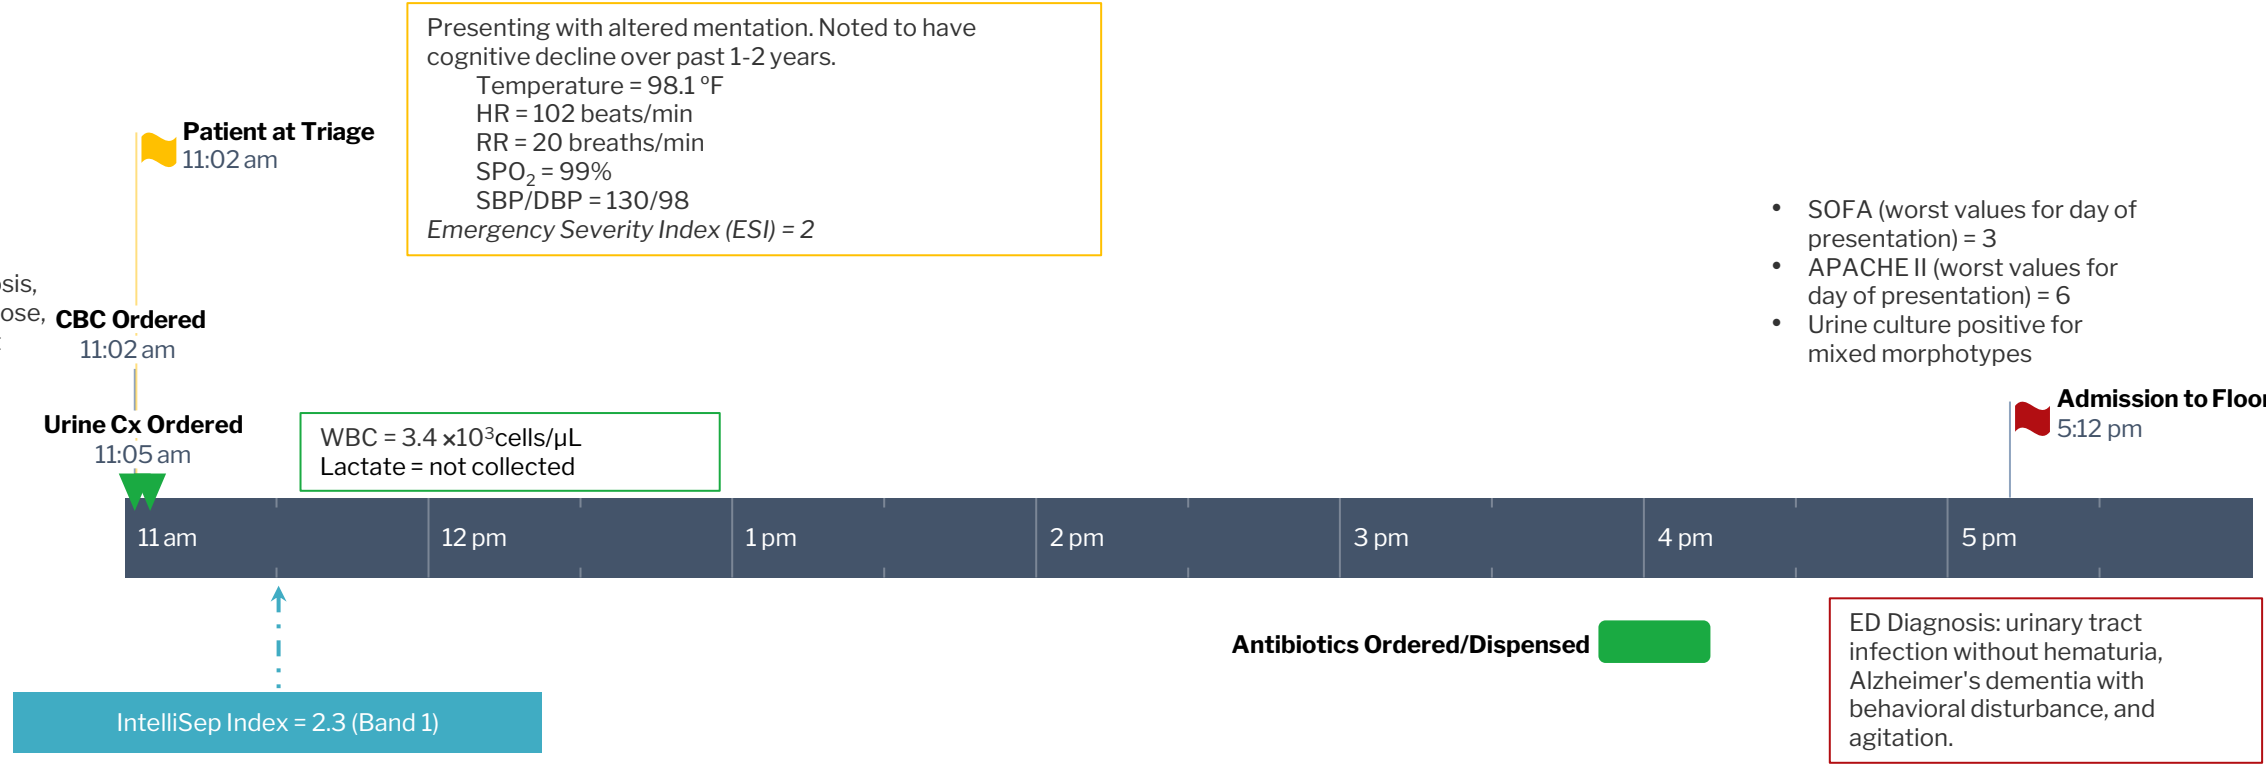 Presenting with altered mentation. Noted to have
cognitive decline over past 1-2 years.
Temperature = 98.1 ºF
HR = 102 beats/min
RR = 20 breaths/min
SPO₂ = 99%
SBP/DBP = 130/98
Emergency Severity Index (ESI) = 2
Patient at Triage
11:02 am
• SOFA (worst values for day of
presentation) = 3
• APACHE II (worst values for
day of presentation) = 6
• Urine culture positive for
mixed morphotypes
CBC Ordered
11:02 am
Urine Cx Ordered
11:05 am
WBC = 3.4 ×10³cells/µL
Lactate = not collected
Admission to Floor
5:12 pm
11 am
12 pm
1 pm
2 pm
3 pm
4 pm
5 pm
Antibiotics Ordered/Dispensed
IntelliSep Index = 2.3 (Band 1)
ED Diagnosis: urinary tract
infection without hematuria,
Alzheimer's dementia with
behavioral disturbance, and
agitation.